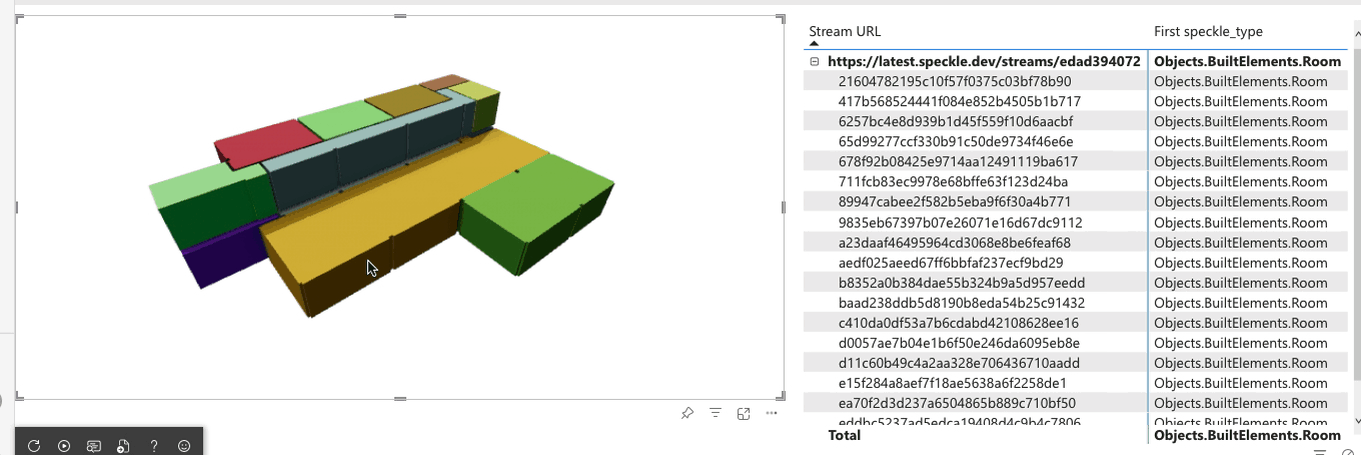 Stream URL First speckle_type
https://latest.speckle.dev/streams/edad394072 Objects.BuiltElements.Room
21604782195c10f57f0375c03bf78b90 Objects.BuiltElements.Room
417b568524441f084e852b4505b1b717 Objects.BuiltElements.Room
6257bc4e8d939b1d45f559f10d6aacbf Objects.BuiltElements.Room
65d99277ccf330b91c50de9734f46e6e Objects.BuiltElements.Room
678f92b08425e9714aa12491119ba617 Objects.BuiltElements.Room
711fcb83ec9978e68bffe63f123d24ba Objects.BuiltElements.Room
89947cabee2f582b5eba9f6f30a4b771 Objects.BuiltElements.Room
9835eb67397b07e26071e16d67dc9112 Objects.BuiltElements.Room
a23daaf46495964cd3068e8be6feaf68 Objects.BuiltElements.Room
aedf025aeed67ff6bbfaf237ecf9bd29 Objects.BuiltElements.Room
b8352a0b384dae55b324b9a5d957eedd Objects.BuiltElements.Room
baad238ddb5d8190b8eda54b25c91432 Objects.BuiltElements.Room
c410da0df53a7b6cdabd42108628ee16 Objects.BuiltElements.Room
d0057ae7b04e1b6f50e246da6095eb8e Objects.BuiltElements.Room
d11c60b49c4a2aa328e706436710aadd Objects.BuiltElements.Room
e15f284a8aef7f18ae5638a6f2258de1 Objects.BuiltElements.Room
ea70f2d3d237a6504865b889c710bf50 Objects.BuiltElements.Room
Objects.BuiltElements.Room
Total Objects.BuiltElements.Room